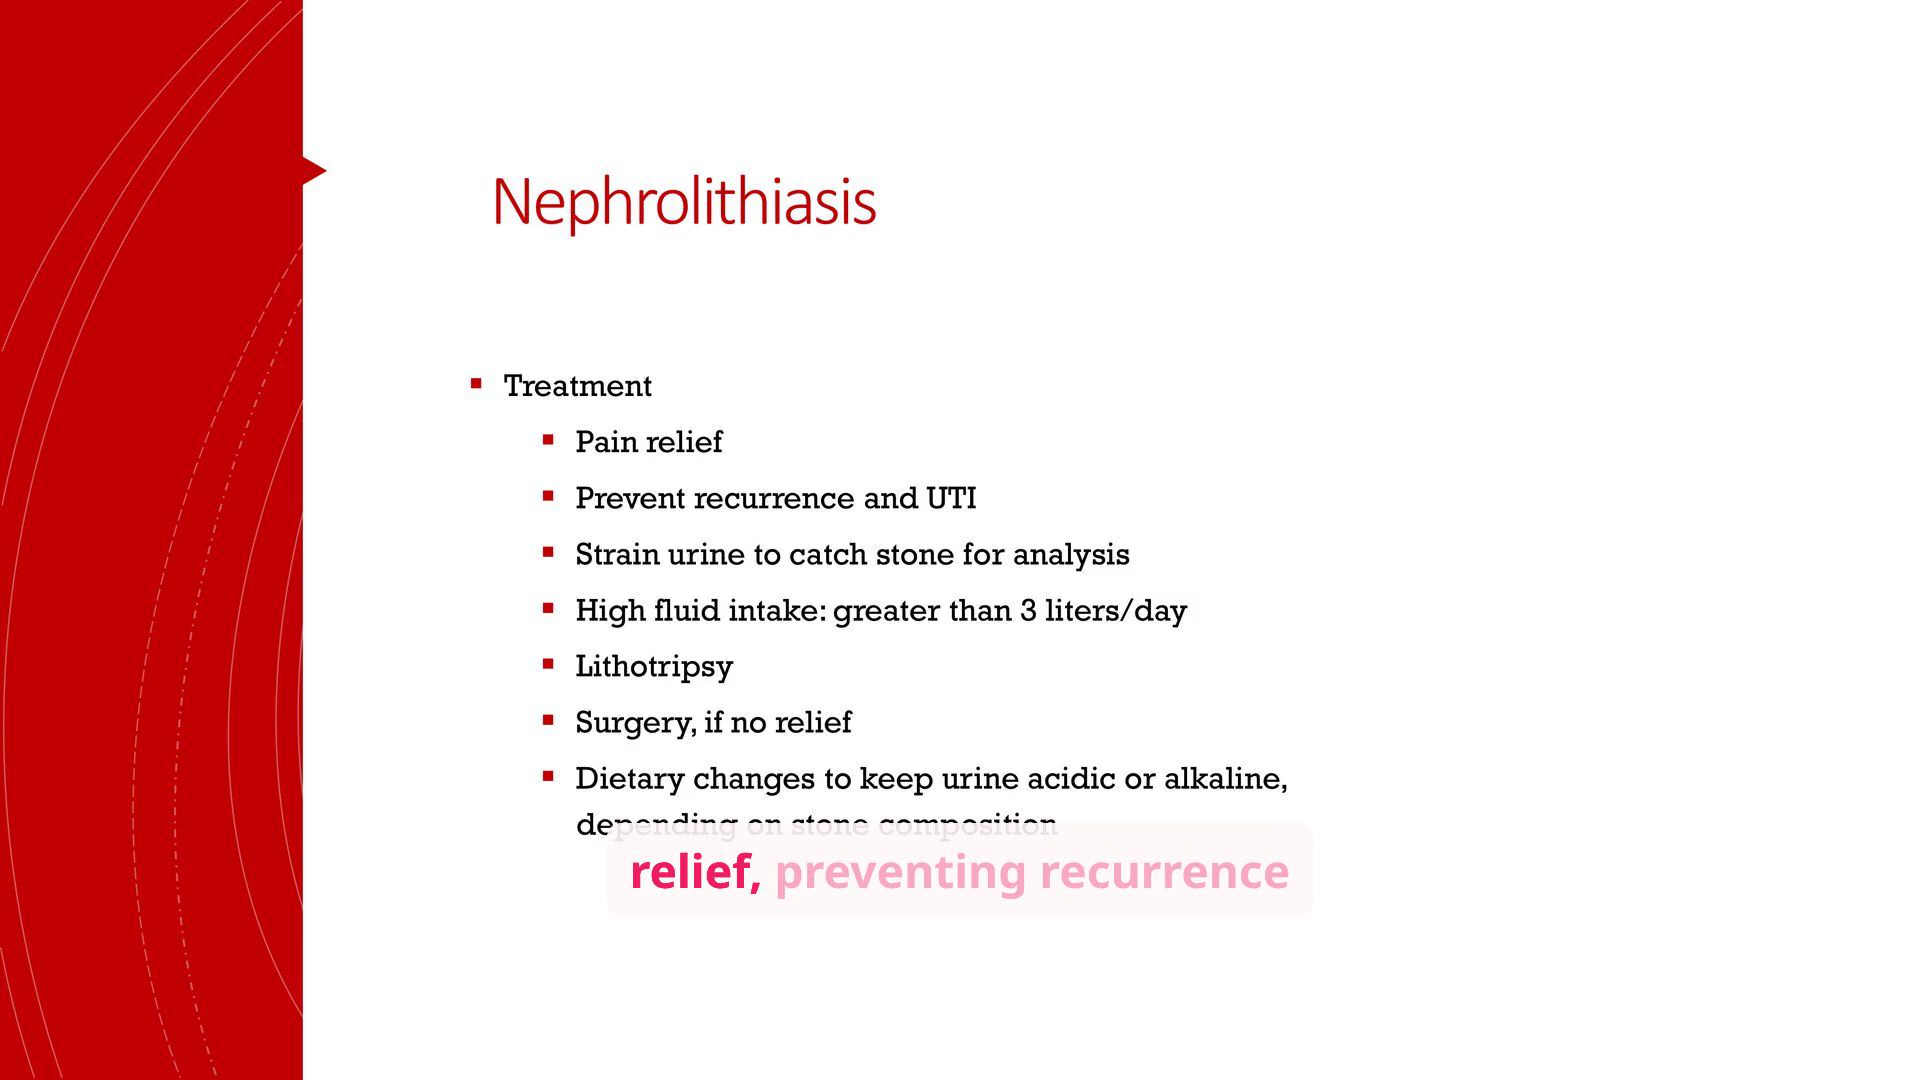 Nephrolithiasis
Treatment
Pain relief
Prevent recurrence and UTI
Strain urine to catch stone for analysis
High fluid intake: greater than 3 liters/day
Lithotripsy
Surgery, if no relief
Dietary changes to keep urine acidic or alkaline,
depending on stone composition
relief, preventing recurrence